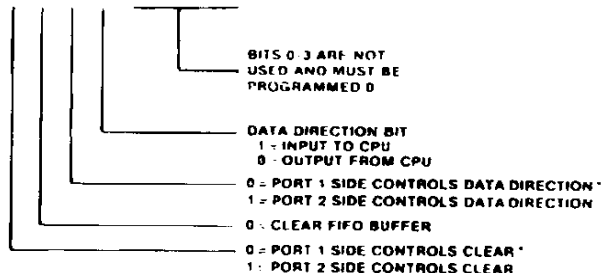 BITS 0-3 ARE NOT
USED AND MUST BE
PROGRAMMED 0
DATA DIRECTION BIT
1 = INPUT TO CPU
0 = OUTPUT FROM CPU
0 = PORT 1 SIDE CONTROLS DATA DIRECTION*
1 = PORT 2 SIDE CONTROLS DATA DIRECTION
0 = CLEAR FIFO BUFFER
0 = PORT 1 SIDE CONTROLS CLEAR*
1 = PORT 2 SIDE CONTROLS CLEAR